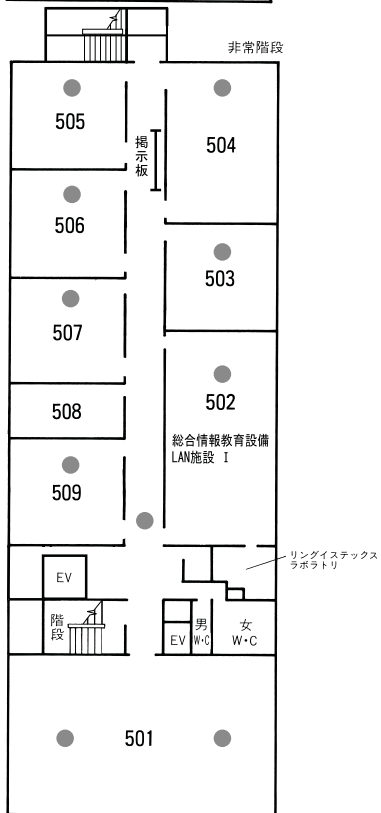 非常階段
505
掲示板
504
506
503
507
502
508
総合情報教育設備
LAN施設 Ⅰ
509
リングイステックス
ラボラトリ
EV
階段
EV
男
W・C
女
W・C
501